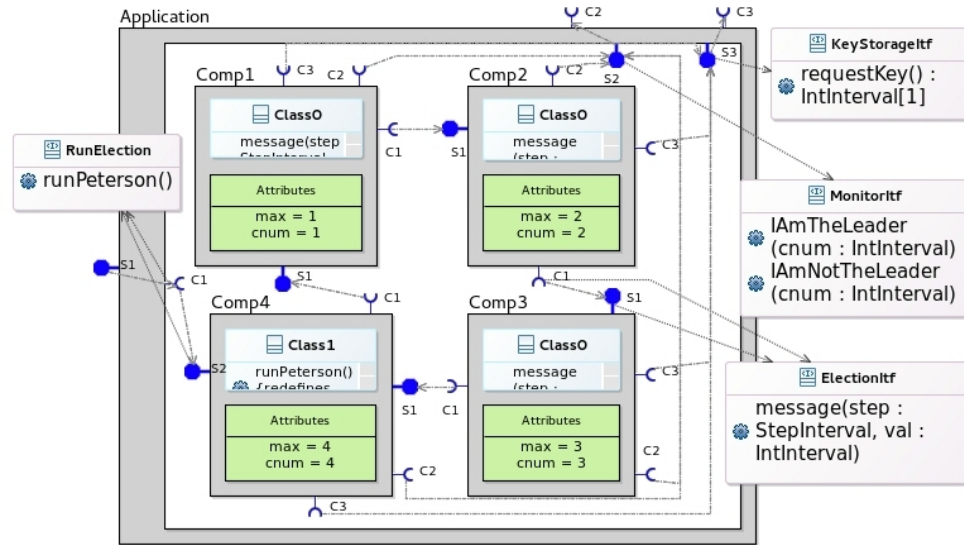 Application
C2
C3
KeyStorageItf
requestKey() :
IntInterval[1]
S3
S2
Comp1
C3
C2
Comp2
C2
Class0
message(step
Class0
message
(step :
C1
S1
C3
Attributes
max = 1
cnum = 1
Attributes
max = 2
cnum = 2
RunElection
runPeterson()
MonitorItf
IAmTheLeader
(cnum : IntInterval)
IAmNotTheLeader
(cnum : IntInterval)
S1
C1
S1
C1
Comp4
C1
Comp3
S1
Class1
runPeterson()
{redefines
Class0
message
(step :
S2
S1
C1
C3
Attributes
max = 4
cnum = 4
Attributes
max = 3
cnum = 3
C2
C2
C3
ElectionItf
message(step :
StepInterval, val :
IntInterval)